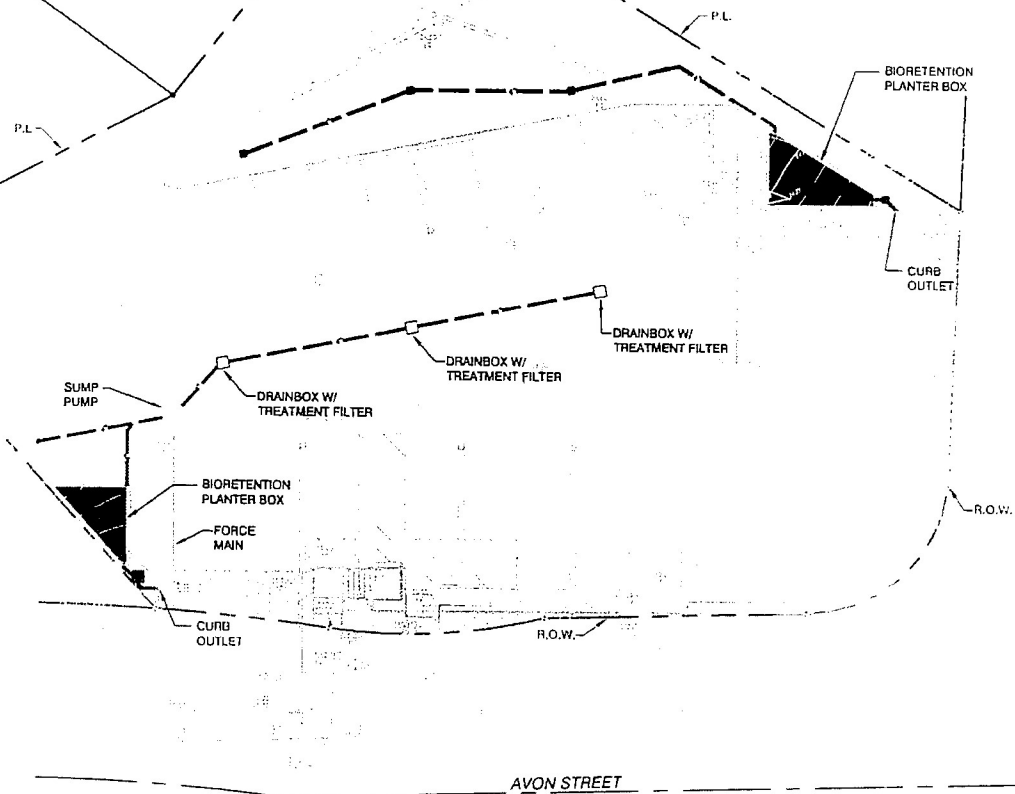 P.L.
BIORETENTION
PLANTER BOX
P.L.
CURB
OUTLET
DRAINBOX W/
TREATMENT FILTER
DRAINBOX W/
TREATMENT FILTER
DRAINBOX W/
TREATMENT FILTER
SUMP
PUMP
BIORETENTION
PLANTER BOX
R.O.W.
FORCE
MAIN
CURB
OUTLET
R.O.W.
AVON STREET